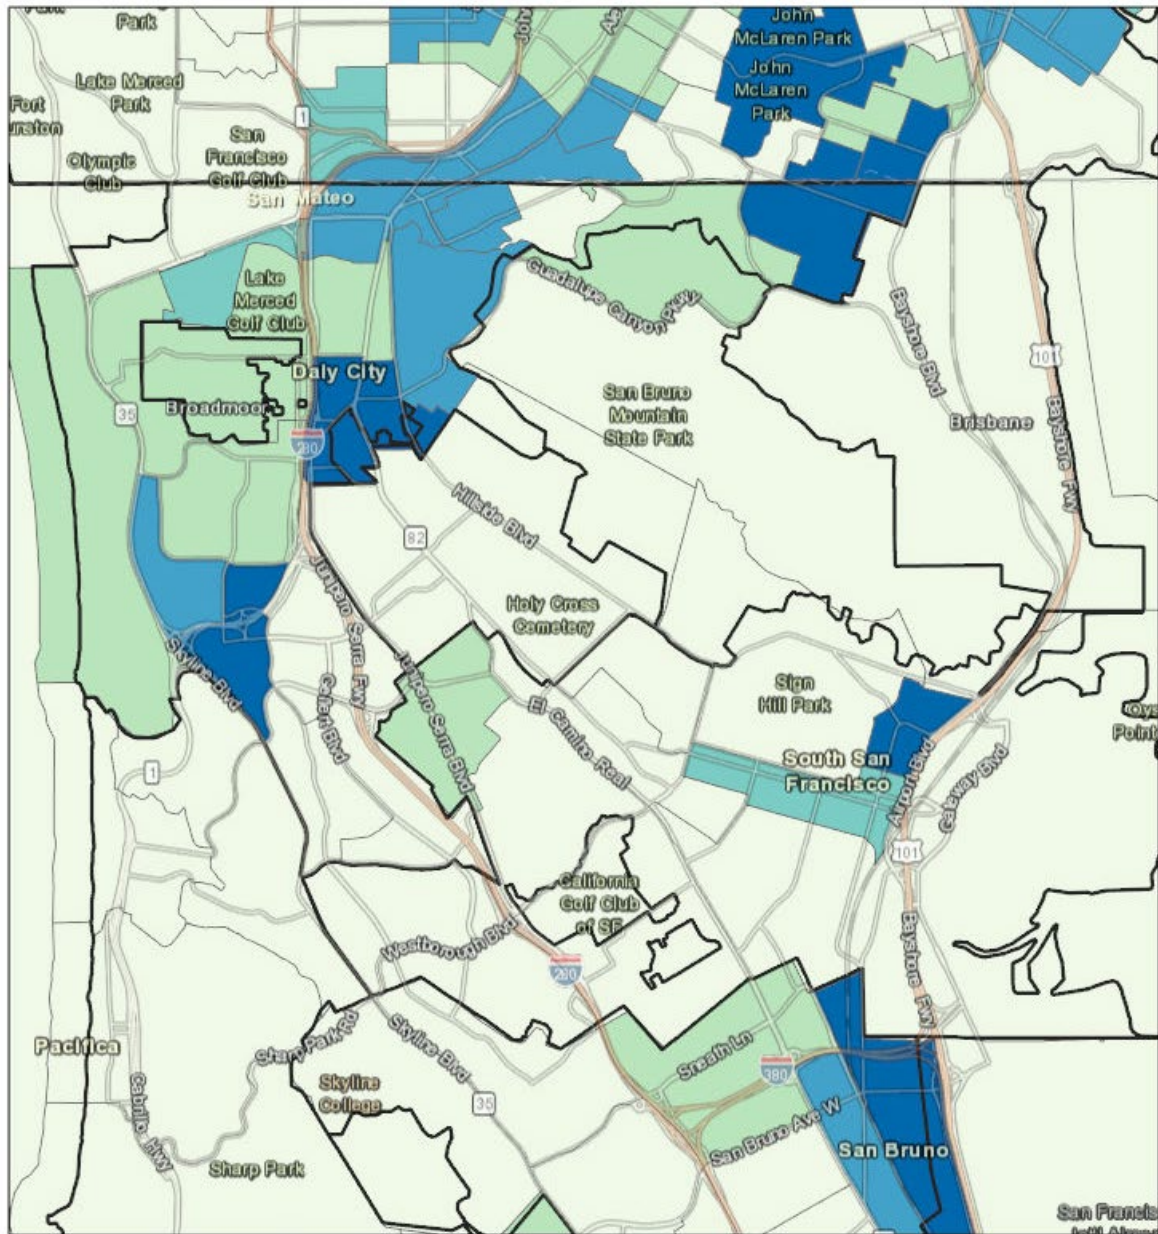 Park
Park
John
McLaren Park
Lake Merced
Park
John
McLaren
Park
Fort
1
San
Francisco
Golf Club
Olympic
Club
San Mateo
Lake
Merced
Golf Club
Guadalupe Canyon Pkwy
Bayshore Blvd
101
Daly City
San Bruno
Mountain
State Park
Broadmoor
35
Brisbane
Bayshore Fwy
280
Hillside Blvd
82
Junipero Serra Fwy
Holy Cross
Cemetery
Skyline Blvd
Junipero Serra Blvd
Gellert Blvd
El Camino Real
Sign
Hill Park
Point
1
South San
Francisco
Airport Blvd
Gateway Blvd
101
California
Golf Club
of SF
Westborough Blvd
280
Bayshore Fwy
Pacifica
Sharp Park Rd
Skyline Blvd
Sneath Ln
380
Skyline
College
35
Cabrillo Hwy
San Bruno Ave W
San Bruno
Sharp Park
San Francis